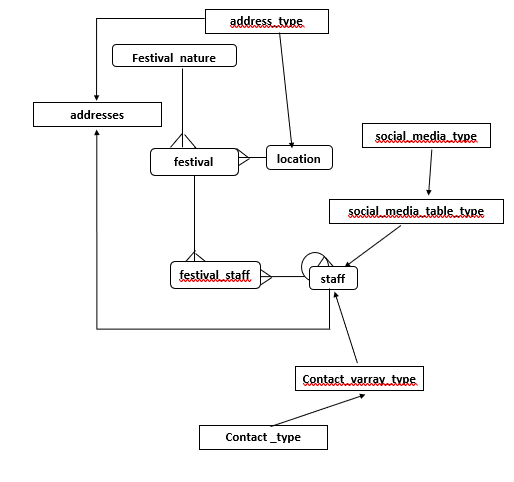 address_type
Festival_nature
addresses
social_media_type
festival
location
social_media_table_type
festival_staff
staff
Contact_varray_type
Contact _type